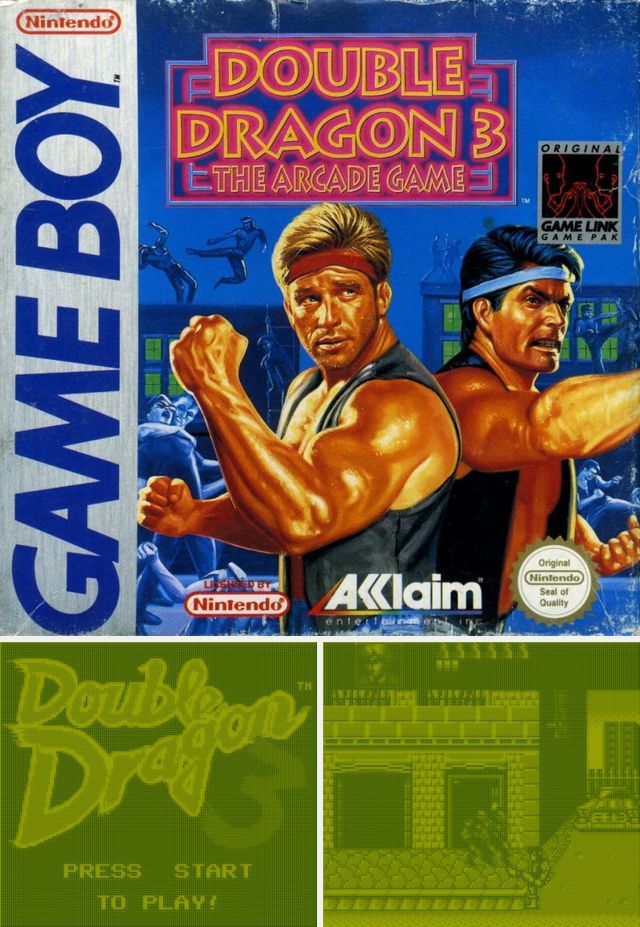 Nintendo
GAME BOY
TM
DOUBLE
DRAGON 3
THE ARCADE GAME
TM
ORIGINAL
GAME LINK
GAME PAK
LICENSED BY
Nintendo
AKKlaim
entertainment inc.
Original
Nintendo
Seal of
Quality
Double
Dragon
TM
3
PRESS START
TO PLAY!